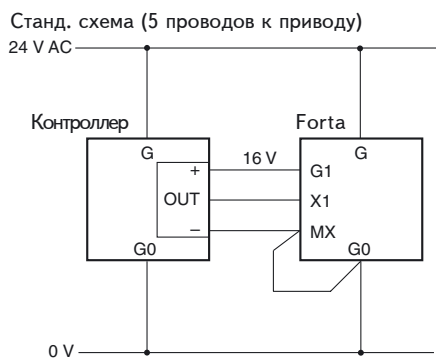 Станд. схема (5 проводов к приводу)
24 V AC
Контроллер
Forta
G
G
+
16 V
G1
OUT
X1
–
MX
G0
G0
0 V